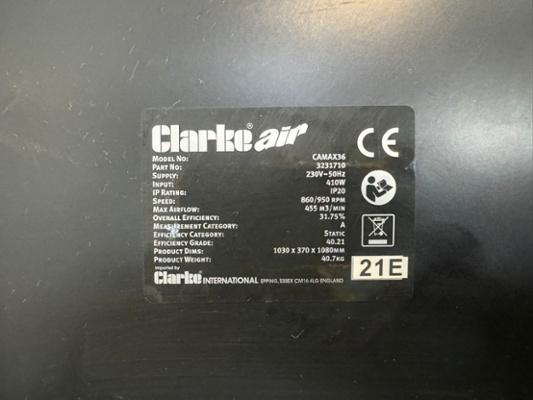 Clarke® air
CE
MODEL NO: CAMAX36
PART NO: 3231710
SUPPLY: 230V~50Hz
INPUT: 410W
IP RATING: IP20
SPEED: 860/950 RPM
MAX AIRFLOW: 455 M3/MIN
OVERALL EFFICIENCY: 31.75%
MEASUREMENT CATEGORY: A
EFFICIENCY CATEGORY: STATIC
EFFICIENCY GRADE: 40.21
PRODUCT DIMS: 1030 X 370 X 1080MM
PRODUCT WEIGHT: 40.7KG
Imported by
Clarke® INTERNATIONAL EPPING, ESSEX CM16 4LG ENGLAND
21E